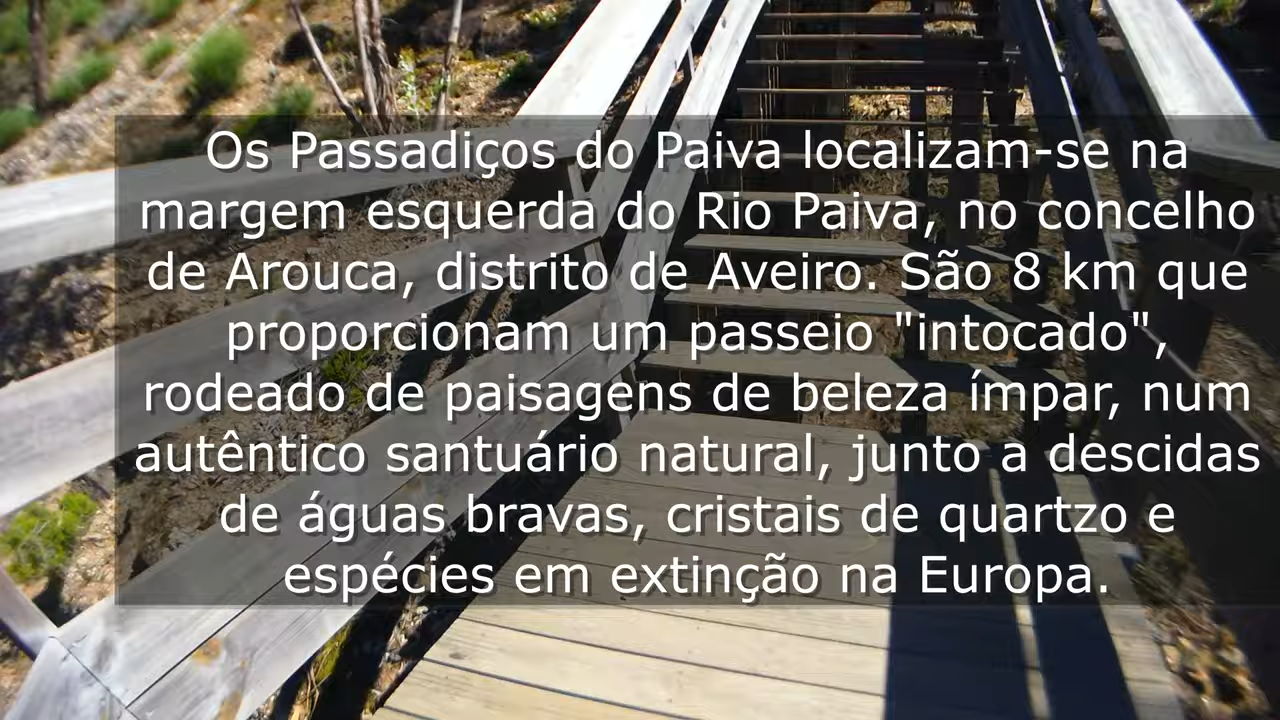 Os Passadiços do Paiva localizam-se na
margem esquerda do Rio Paiva, no concelho
de Arouca, distrito de Aveiro. São 8 km que
proporcionam um passeio "intocado",
rodeado de paisagens de beleza ímpar, num
autêntico santuário natural, junto a descidas
de águas bravas, cristais de quartzo e
espécies em extinção na Europa.